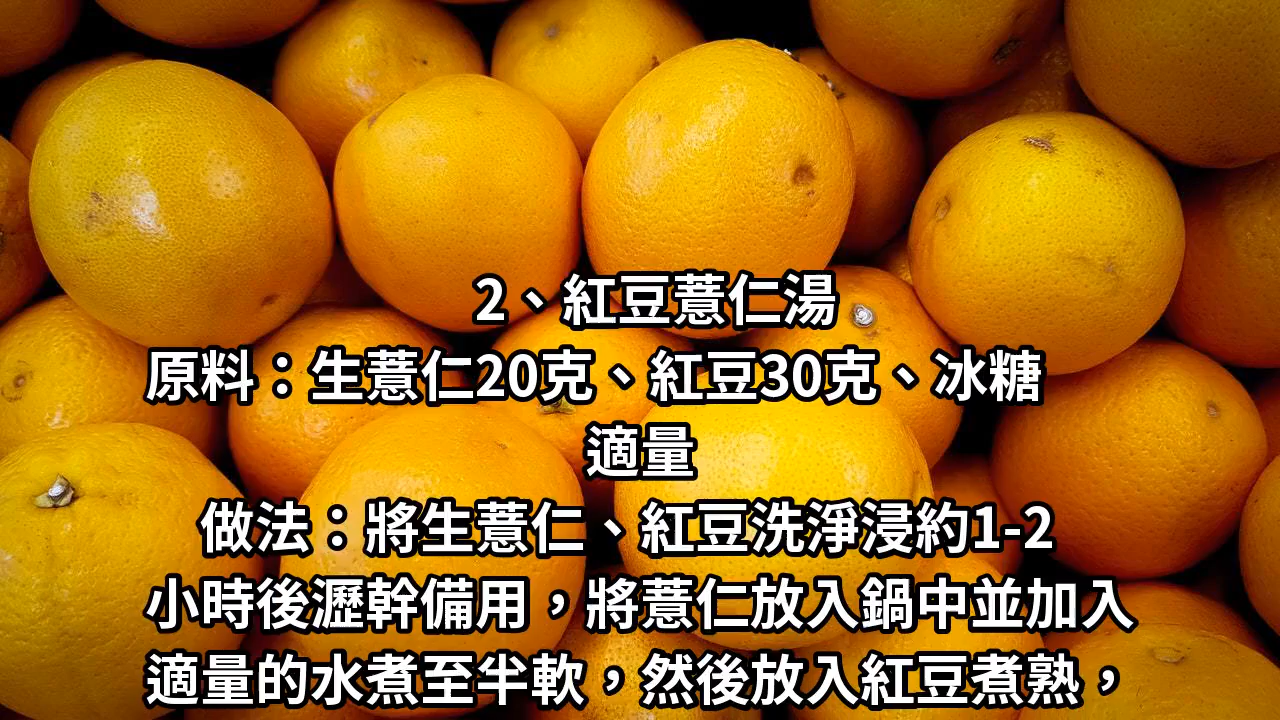 2、紅豆薏仁湯
原料：生薏仁20克、紅豆30克、冰糖
適量
做法：將生薏仁、紅豆洗淨浸約1-2
小時後瀝幹備用，將薏仁放入鍋中並加入
適量的水煮至半軟，然後放入紅豆煮熟，